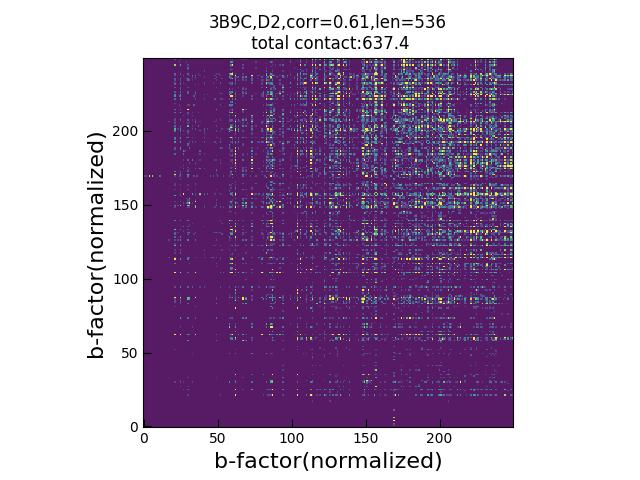 3B9C,D2,corr=0.61,len=536
total contact:637.4
b-factor(normalized)
200
150
100
50
0
0 50 100 150 200
b-factor(normalized)